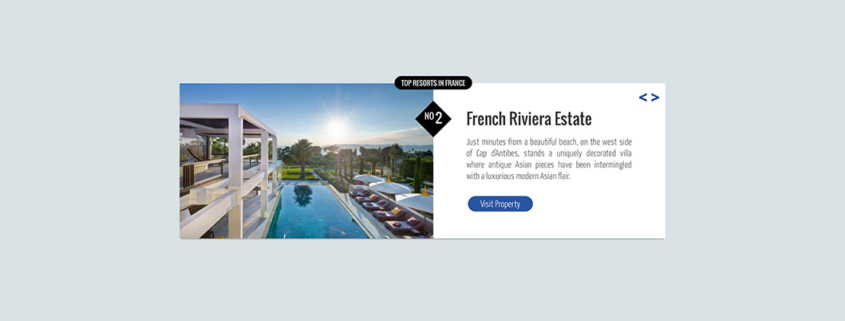 TOP RESORTS IN FRANCE
NO 2
< >
French Riviera Estate
Just minutes from a beautiful beach, on the west side
of Cap d'Antibes, stands a uniquely decorated villa
where antique Asian pieces have been intermingled
with a luxurious modern Asian flair.
Visit Property